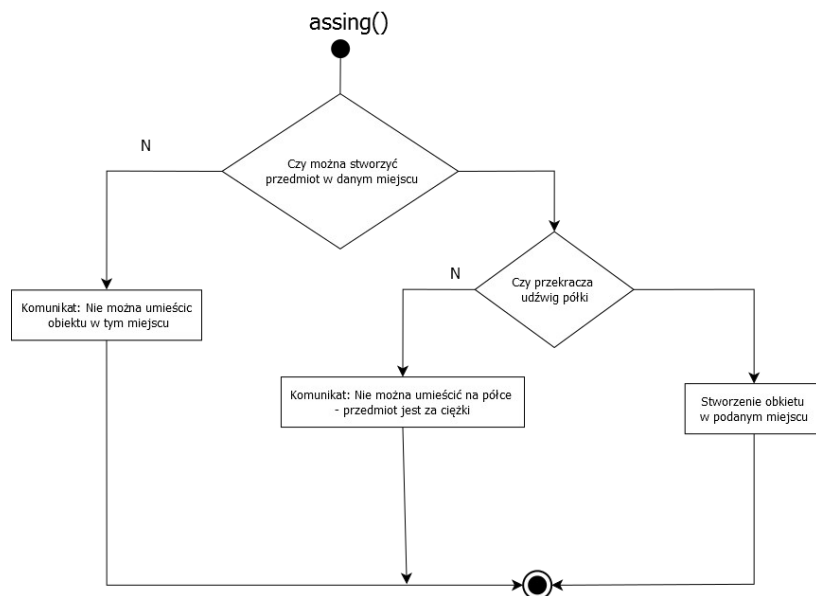 assing()
N
Czy można stworzyć
przedmiot w danym miejscu
N
Czy przekracza
udźwig półki
Komunikat: Nie można umieścic
obiektu w tym miejscu
Komunikat: Nie można umieścić na półce
- przedmiot jest za ciężki
Stworzenie obkietu
w podanym miejscu